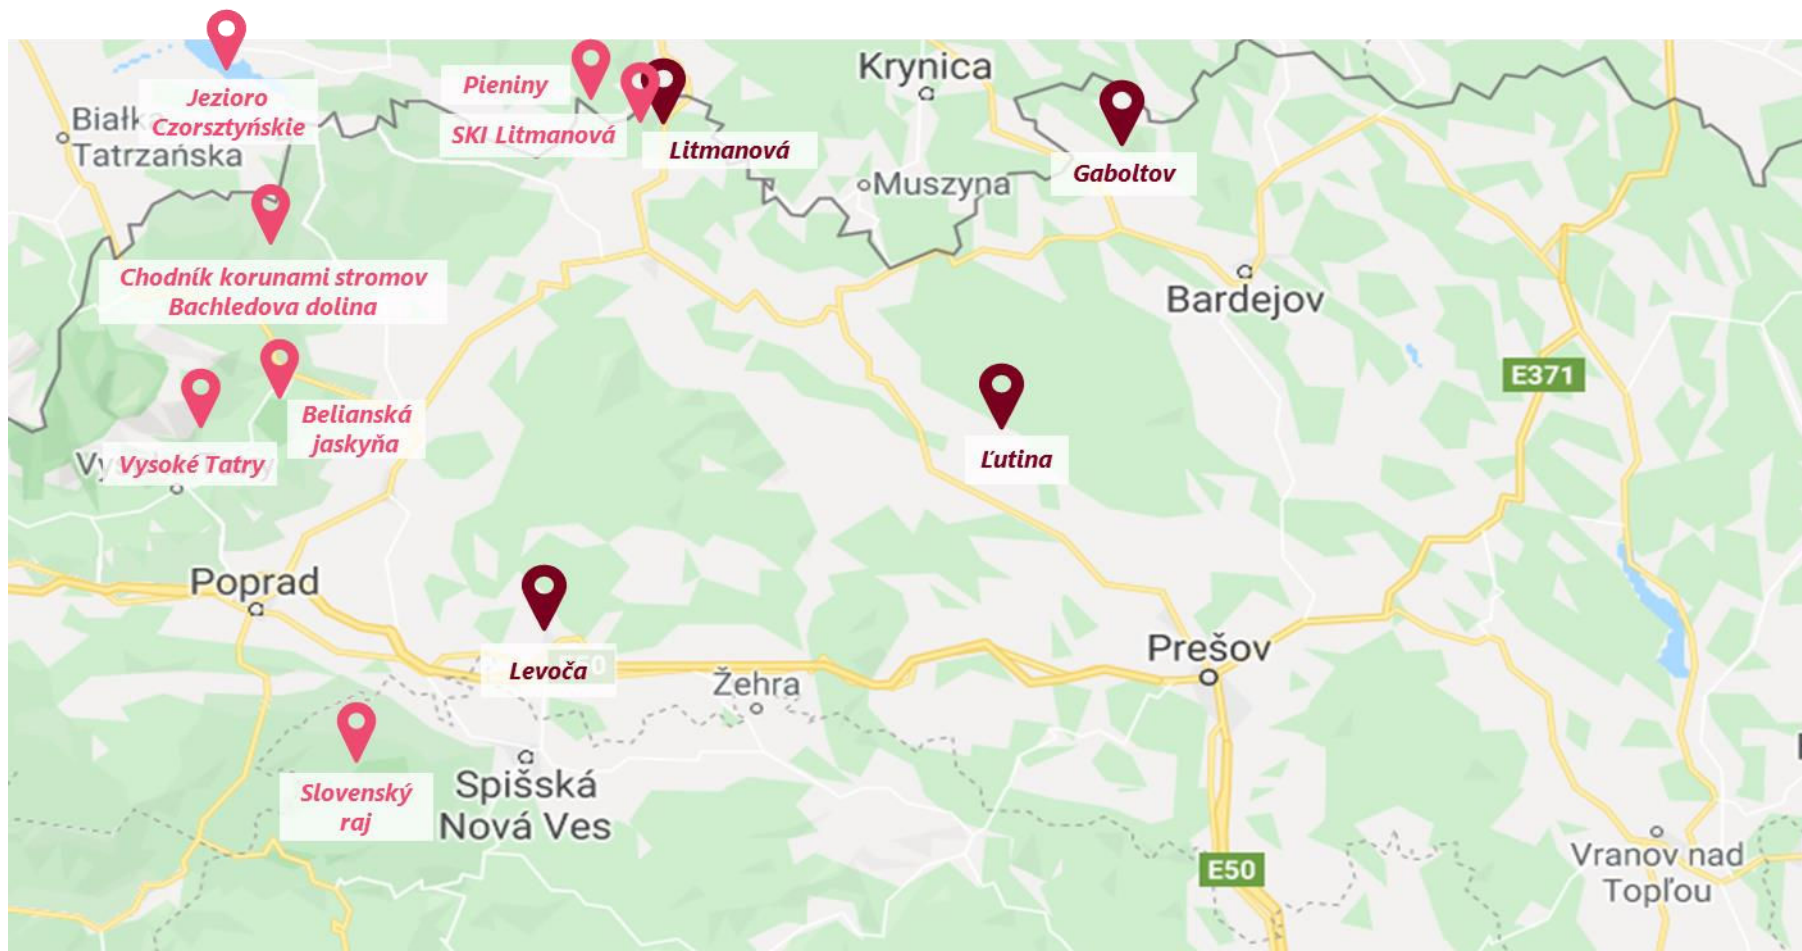 Jezioro
Czorsztyńskie
Pieniny
SKI Litmanová
Litmanová
Krynica
Białk
Tatrzańska
Muszyna
Gaboltov
Chodník korunami stromov
Bachledova dolina
Bardejov
Belianská
jaskyňa
E371
Vysoké Tatry
Ľutina
Poprad
Levoča
Prešov
Žehra
Slovenský
raj
Spišská
Nová Ves
E50
Vranov nad
Topľou